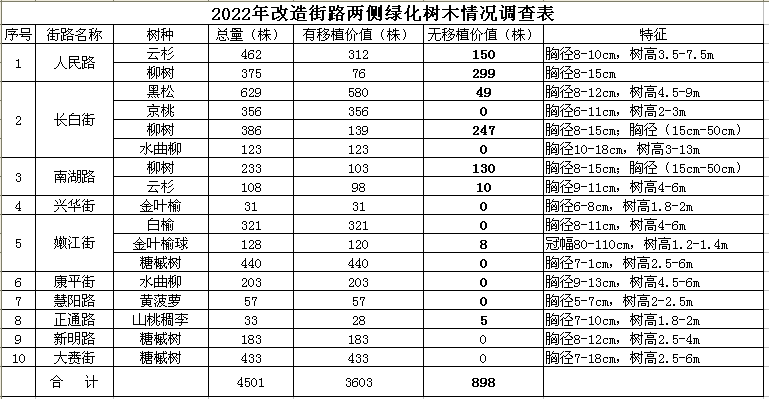 2022年改造街路两侧绿化树木情况调查表
序号 街路名称 树种 总量（株） 有移植价值（株） 无移植价值（株） 特征
1 人民路 云杉 462 312 150 胸径8-10cm，树高3.5-7.5m
柳树 375 76 299 胸径8-15cm
2 长白街 黑松 629 580 49 胸径8-12cm，树高4.5-9m
京桃 356 356 0 胸径6-11cm，树高2-3m
柳树 386 139 247 胸径8-15cm；胸径（15cm-50cm）
水曲柳 123 123 0 胸径10-18cm，树高3-13m
3 南湖路 柳树 233 103 130 胸径8-15cm；胸径（15cm-50cm）
云杉 108 98 10 胸径9-11cm，树高4-6m
4 兴华街 金叶榆 31 31 0 胸径6-8cm，树高1.8-2m
5 嫩江街 白榆 321 321 0 胸径8-11cm，树高4-6m
金叶榆球 128 120 8 冠幅80-110cm，树高1.2-1.4m
糖槭树 440 440 0 胸径7-1cm，树高2.5-6m
6 康平街 水曲柳 203 203 0 胸径9-13cm，树高4.5-6m
7 慧阳路 黄菠萝 57 57 0 胸径5-7cm，树高2-2.5m
8 正通路 山桃稠李 33 28 5 胸径7-10cm，树高1.8-2m
9 新明路 糖槭树 183 183 0 胸径8-12cm，树高2.5-4m
10 大赉街 糖槭树 433 433 0 胸径7-18cm，树高2.5-6m
合 计 4501 3603 898